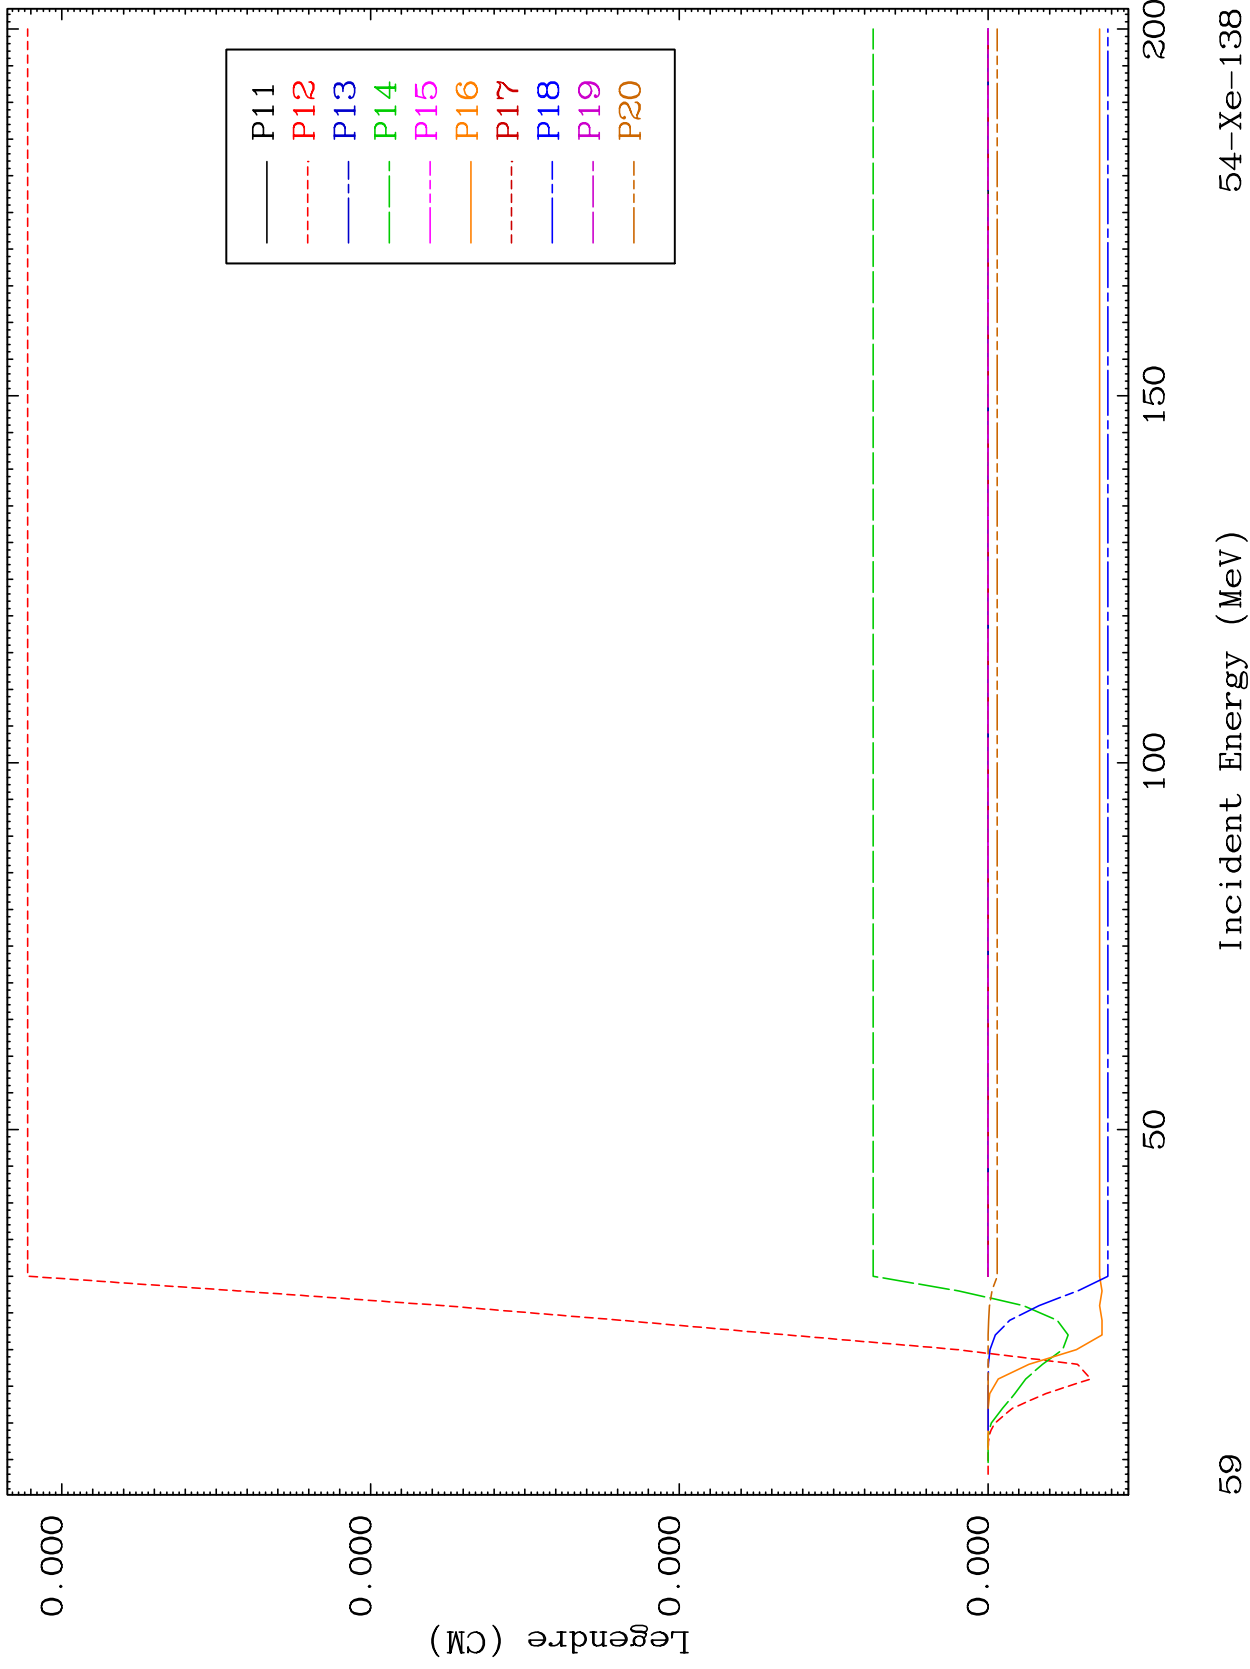 Legendre (CM)
0.000
0.000
0.000
0.000
P11
P12
P13
P14
P15
P16
P17
P18
P19
P20
50
100
150
200
Incident Energy (MeV)
59
54-Xe-138